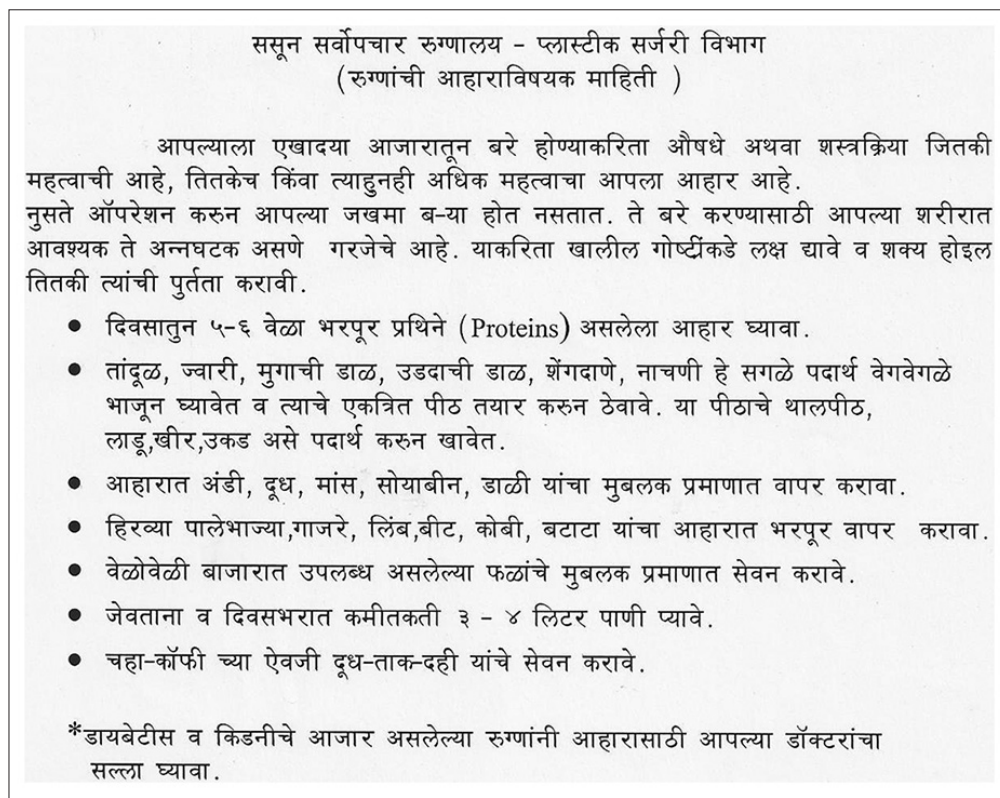 ससून सर्वोपचार रुग्णालय - प्लास्टीक सर्जरी विभाग
(रुग्णांची आहाराविषयक माहिती )
आपल्याला एखादया आजारातून बरे होण्याकरिता औषधे अथवा शस्त्रक्रिया जितकी
महत्वाची आहे, तितकेच किंवा त्याहुनही अधिक महत्वाचा आपला आहार आहे.
नुसते ऑपरेशन करुन आपल्या जखमा ब-या होत नसतात. ते बरे करण्यासाठी आपल्या शरीरात
आवश्यक ते अन्नघटक असणे गरजेचे आहे. याकरिता खालील गोष्टींकडे लक्ष द्यावे व शक्य होइल
तितकी त्यांची पुर्तता करावी.
● दिवसातुन ५-६ वेळा भरपूर प्रथिने (Proteins) असलेला आहार घ्यावा.
● तांदूळ, ज्वारी, मुगाची डाळ, उडदाची डाळ, शेंगदाणे, नाचणी हे सगळे पदार्थ वेगवेगळे
भाजून घ्यावेत व त्याचे एकत्रित पीठ तयार करुन ठेवावे. या पीठाचे थालपीठ,
लाडू,खीर,उकड असे पदार्थ करुन खावेत.
● आहारात अंडी, दूध, मांस, सोयाबीन, डाळी यांचा मुबलक प्रमाणात वापर करावा.
● हिरव्या पालेभाज्या,गाजरे, लिंब,बीट, कोबी, बटाटा यांचा आहारात भरपूर वापर करावा.
● वेळोवेळी बाजारात उपलब्ध असलेल्या फळांचे मुबलक प्रमाणात सेवन करावे.
● जेवताना व दिवसभरात कमीतकती ३ - ४ लिटर पाणी प्यावे.
● चहा-कॉफी च्या ऐवजी दूध-ताक-दही यांचे सेवन करावे.
*डायबेटीस व किडनीचे आजार असलेल्या रुग्णांनी आहारासाठी आपल्या डॉक्टरांचा
सल्ला घ्यावा.